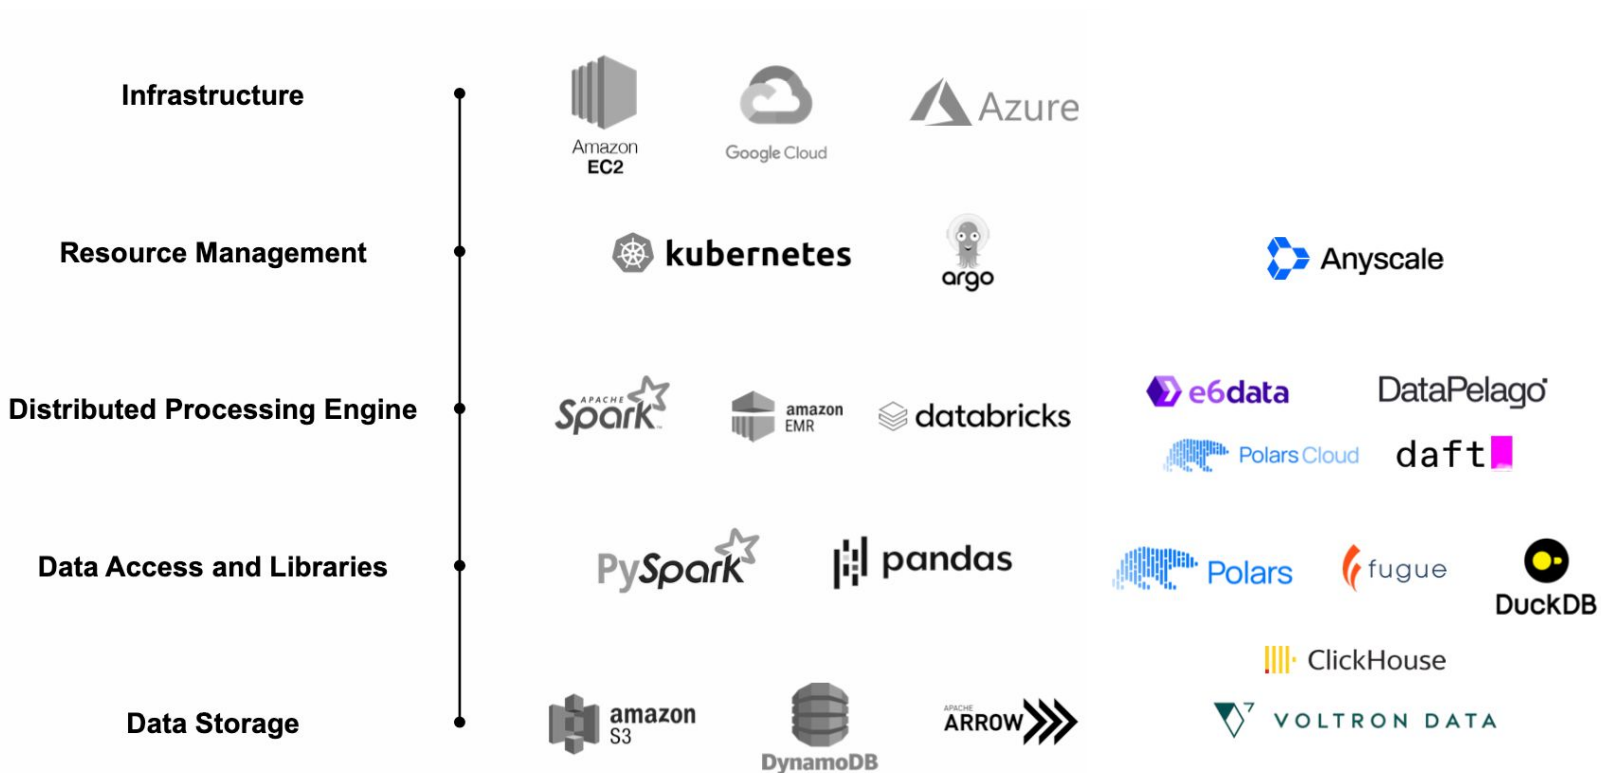 Infrastructure
Amazon
EC2
Google Cloud
Azure
Resource Management
kubernetes
argo
Anyscale
Distributed Processing Engine
APACHE
Spark™
amazon
EMR
databricks
e6data
DataPelago
Polars Cloud
daft
Data Access and Libraries
PySpark
pandas
Polars
fugue
DuckDB
ClickHouse
Data Storage
amazon
S3
DynamoDB
APACHE
ARROW
VOLTRON DATA